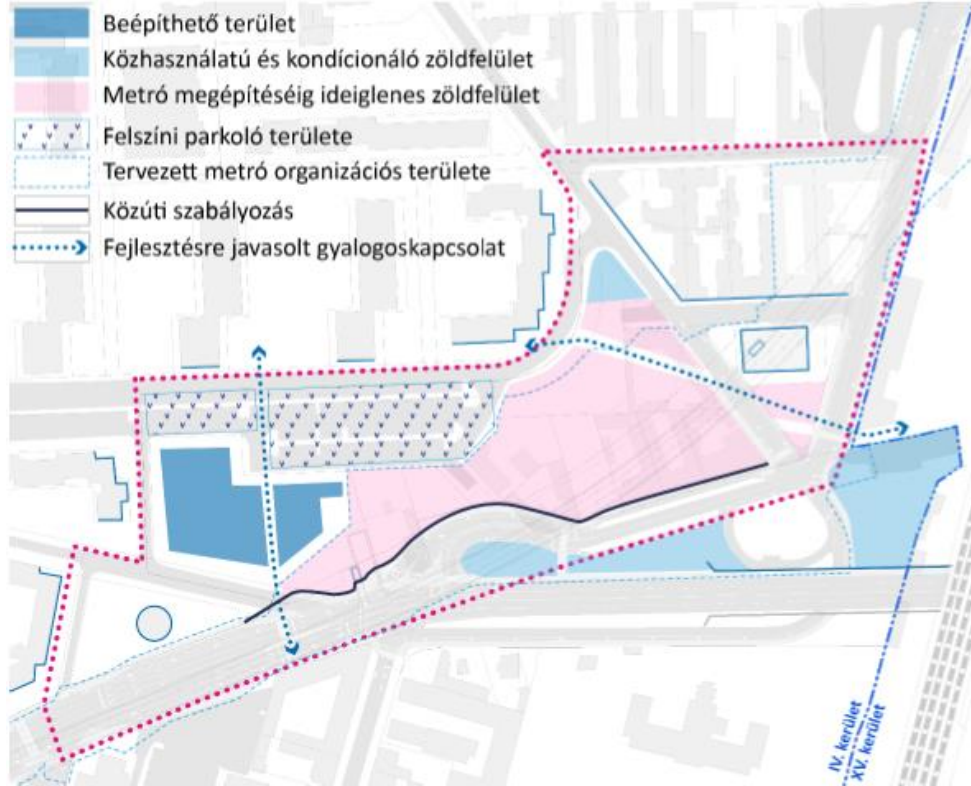 Beépíthető terület
Közhasználatú és kondícionáló zöldfelület
Metró megépítéséig ideiglenes zöldfelület
Felszíni parkoló területe
Tervezett metró organizációs területe
Közúti szabályozás
Fejlesztésre javasolt gyalogoskapcsolat
IV. kerület
XV. kerület